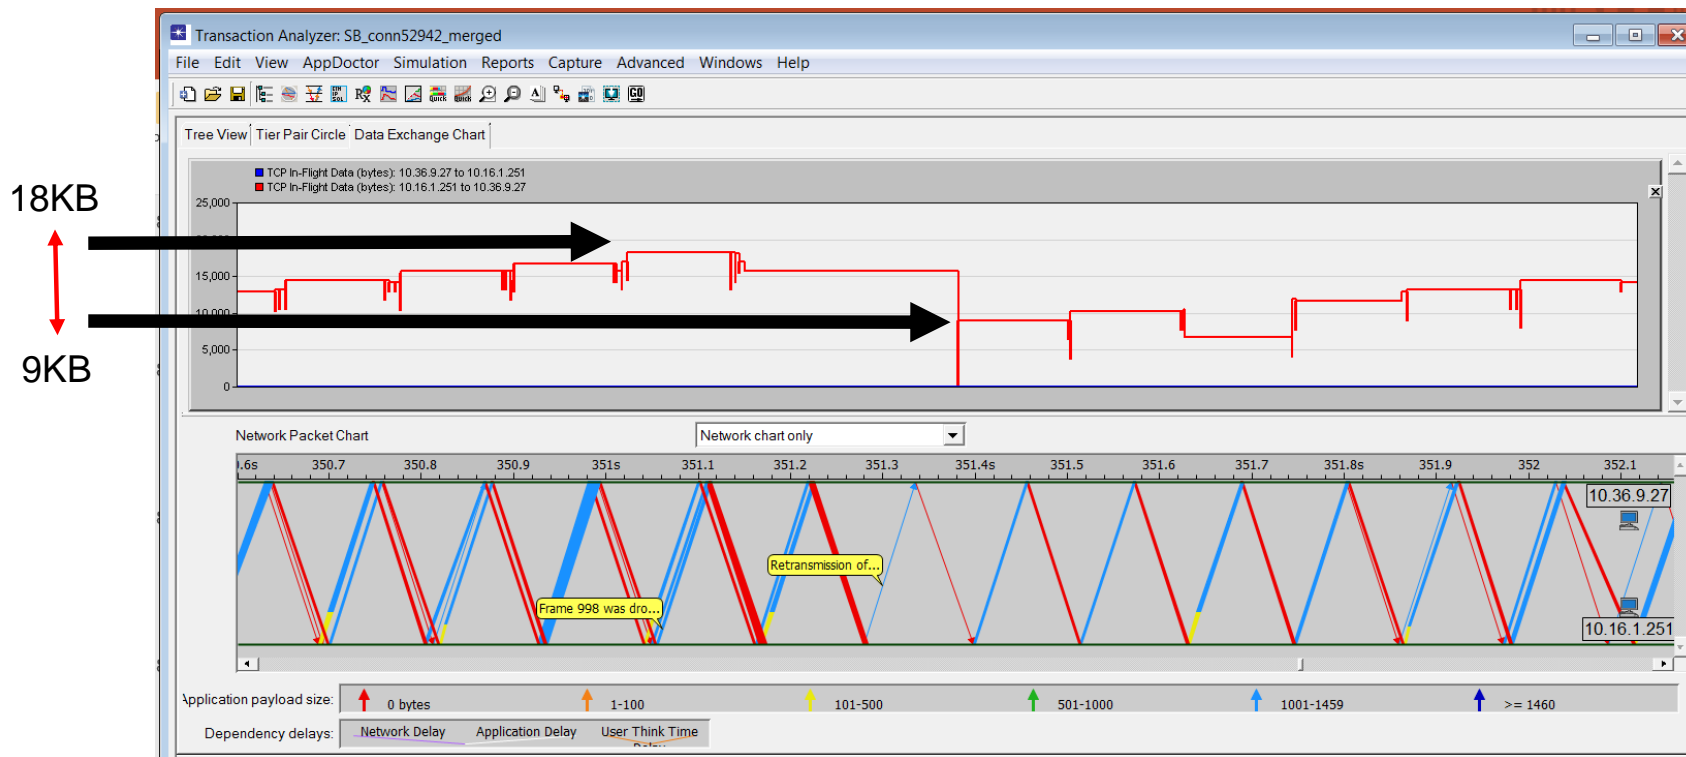 Transaction Analyzer: SB_conn52942_merged
File Edit View AppDoctor Simulation Reports Capture Advanced Windows Help
Tree View Tier Pair Circle Data Exchange Chart
TCP In-Flight Data (bytes): 10.36.9.27 to 10.16.1.251
TCP In-Flight Data (bytes): 10.16.1.251 to 10.36.9.27
18KB
9KB
25,000
15,000
10,000
5,000
0
Network Packet Chart
Network chart only
350.7 350.8 350.9 351s 351.1 351.2 351.3 351.4s 351.5 351.6 351.7 351.8s 351.9 352 352.1
10.36.9.27
Retransmission of...
Frame 998 was dro...
10.16.1.251
Application payload size: 0 bytes 1-100 101-500 501-1000 1001-1459 >= 1460
Dependency delays: Network Delay Application Delay User Think Time